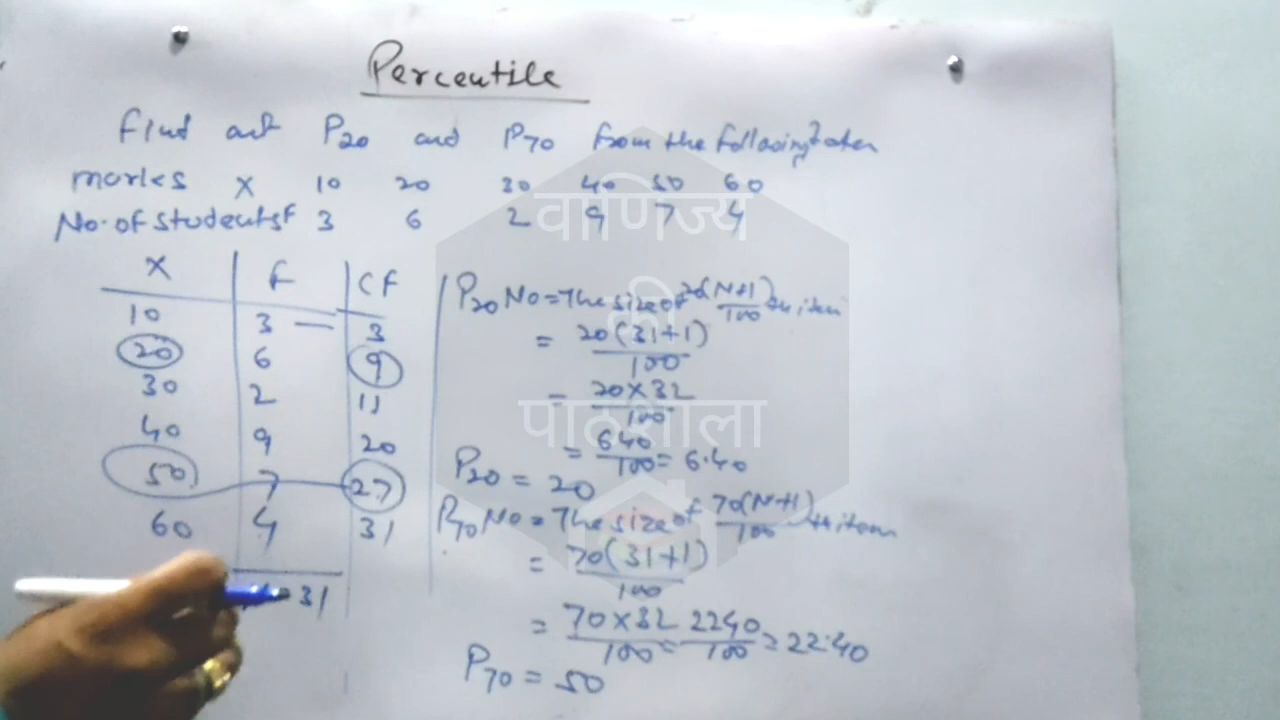 Percentile
Find out P20 and P70 from the following
marks X 10 20 30 40 50 60
No. of students F 3 6 2 9 7 4
वाणिज्य
की
पाठशाला
X F CF
10 3 3
20 6 9
30 2 11
40 9 20
50 7 27
60 4 31
31
P20 No = The size of 20(N+1)/100 th item
= 20(31+1)/100
= 20×32/100
= 640/100 = 6.40
P20 = 20
P70 No = The size of 70(N+1)/100 th item
= 70(31+1)/100
= 70×32/100 = 2240/100 = 22.40
P70 = 50